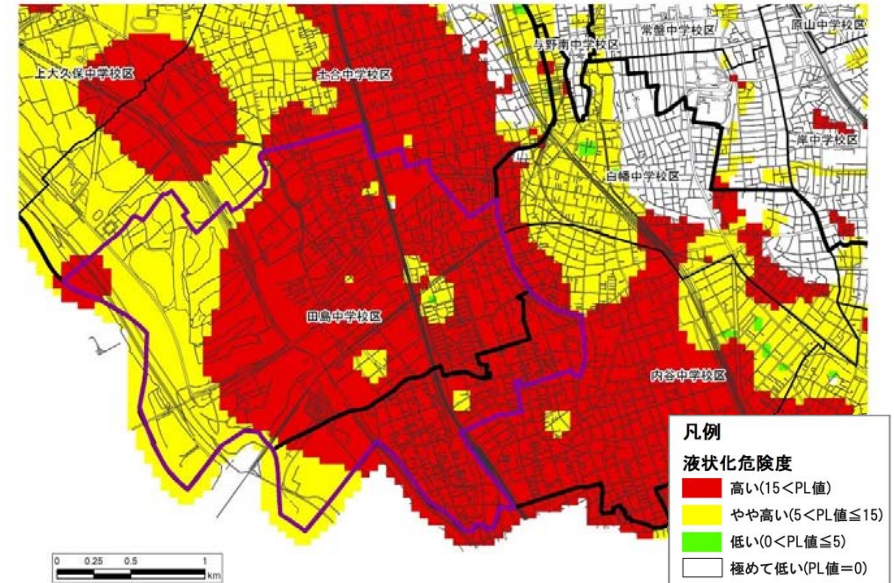 原山中学校区
常盤中学校区
与野南中学校区
上大久保中学校区
土合中学校区
岸中学校区
白幡中学校区
田島中学校区
内谷中学校区
凡例
液状化危険度
高い(15<PL値)
やや高い(5<PL値≦15)
低い(0<PL値≦5)
極めて低い(PL値=0)
0 0.25 0.5 1
km